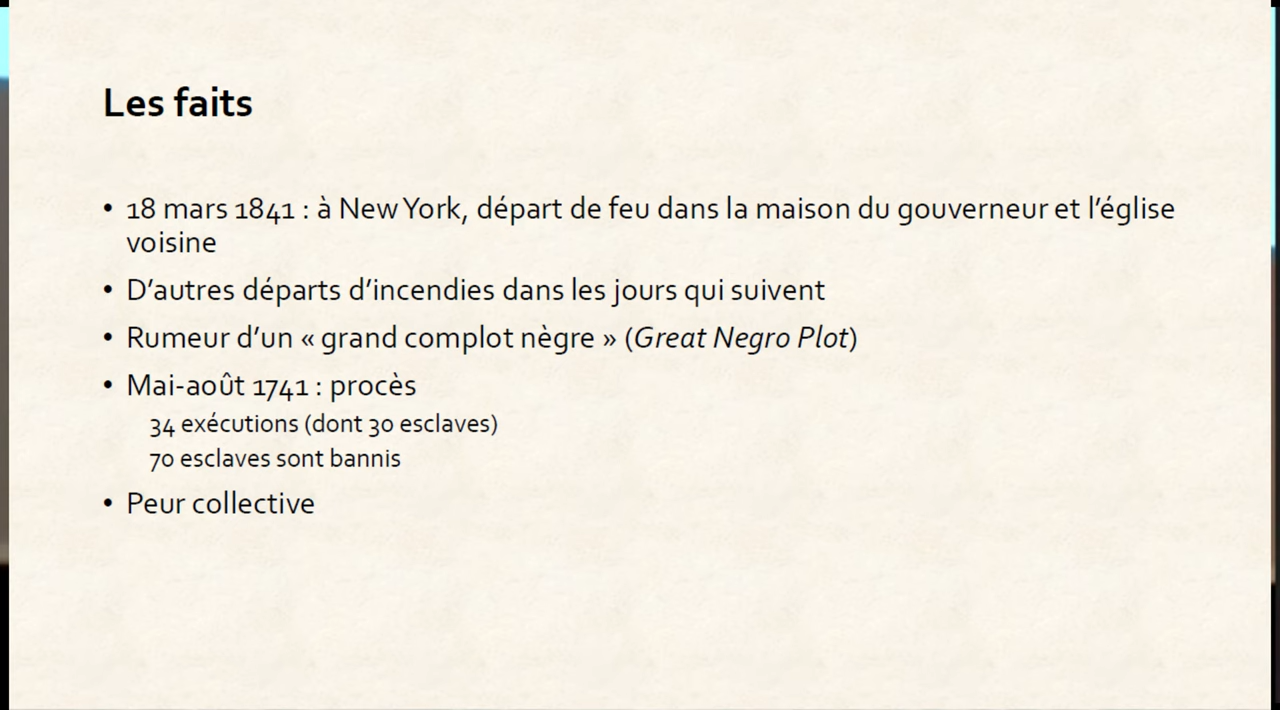 Les faits
• 18 mars 1841 : à New York, départ de feu dans la maison du gouverneur et l’église
voisine
• D’autres départs d’incendies dans les jours qui suivent
• Rumeur d’un « grand complot nègre » (Great Negro Plot)
• Mai-août 1741 : procès
34 exécutions (dont 30 esclaves)
70 esclaves sont bannis
• Peur collective